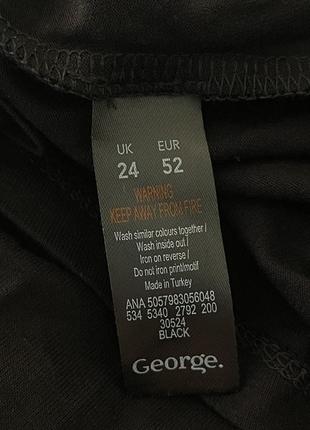 UK EUR
24 52
WARNING
KEEP AWAY FROM FIRE
Wash similar colours together /
Wash inside out /
Iron on reverse /
Do not iron print/motif
Made in Turkey
ANA 5057983056048
534 5340 2792 200
30524
BLACK
George.